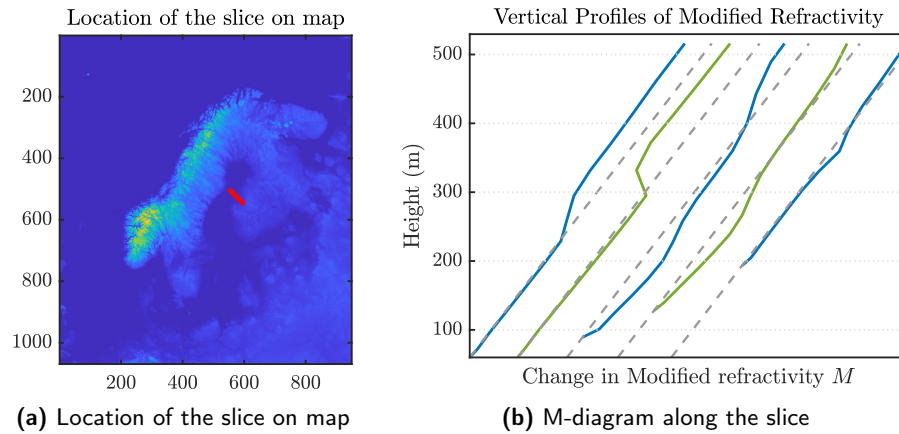 Location of the slice on map
200
400
600
800
1000
200 400 600 800
(a) Location of the slice on map
Vertical Profiles of Modified Refractivity
500
400
300
200
100
Height (m)
Change in Modified refractivity M
(b) M-diagram along the slice